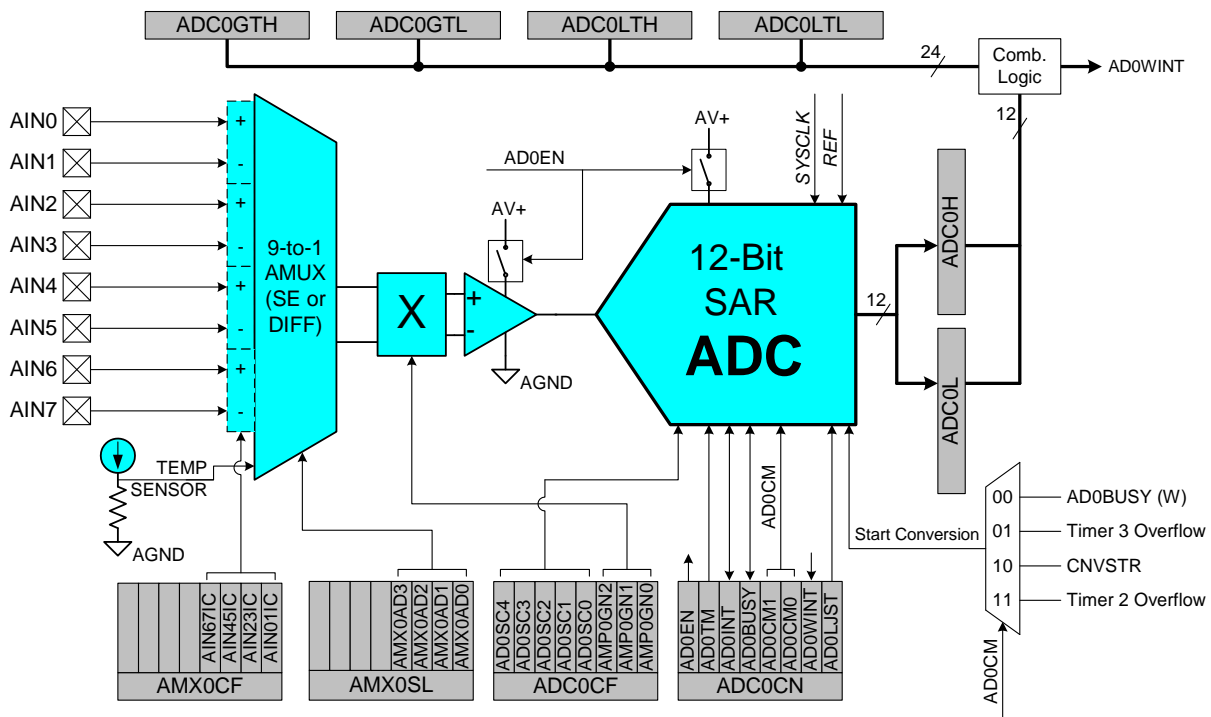 ADC0GTH
ADC0GTL
ADC0LTH
ADC0LTL
24
Comb.
Logic
AD0WINT
12
AIN0
AIN1
AIN2
AIN3
AIN4
AIN5
AIN6
AIN7
+
-
+
-
+
-
+
-
9-to-1
AMUX
(SE or
DIFF)
X
+
-
AV+
AD0EN
AV+
AGND
SYSCLK
REF
12-Bit
SAR
ADC
12
ADC0H
ADC0L
TEMP
SENSOR
AGND
AD0CM
Start Conversion
00
01
10
11
AD0BUSY (W)
Timer 3 Overflow
CNVSTR
Timer 2 Overflow
AD0CM
AIN67IC
AIN45IC
AIN23IC
AIN01IC
AMX0CF
AMX0AD3
AMX0AD2
AMX0AD1
AMX0AD0
AMX0SL
AD0SC4
AD0SC3
AD0SC2
AD0SC1
AD0SC0
AMP0GN2
AMP0GN1
AMP0GN0
ADC0CF
AD0EN
AD0TM
AD0INT
AD0BUSY
AD0CM1
AD0CM0
AD0WINT
AD0LJST
ADC0CN